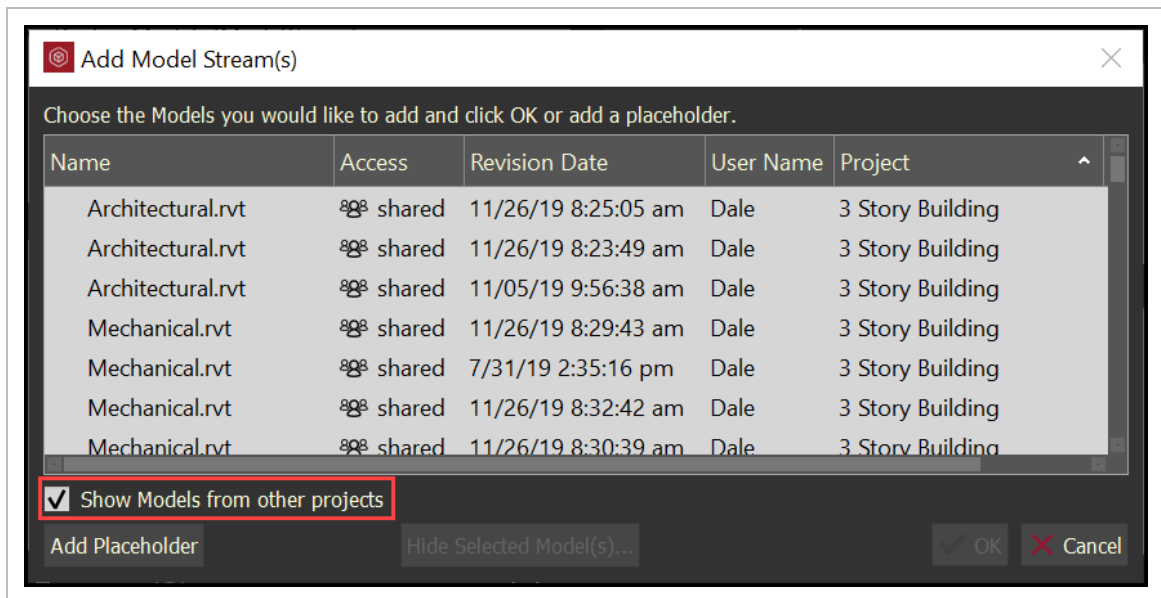 Add Model Stream(s)
Choose the Models you would like to add and click OK or add a placeholder.
Name Access Revision Date User Name Project
Architectural.rvt shared 11/26/19 8:25:05 am Dale 3 Story Building
Architectural.rvt shared 11/26/19 8:23:49 am Dale 3 Story Building
Architectural.rvt shared 11/05/19 9:56:38 am Dale 3 Story Building
Mechanical.rvt shared 11/26/19 8:29:43 am Dale 3 Story Building
Mechanical.rvt shared 7/31/19 2:35:16 pm Dale 3 Story Building
Mechanical.rvt shared 11/26/19 8:32:42 am Dale 3 Story Building
Mechanical.rvt shared 11/26/19 8:30:39 am Dale 3 Story Building
Show Models from other projects
Add Placeholder Hide Selected Model(s)... OK Cancel